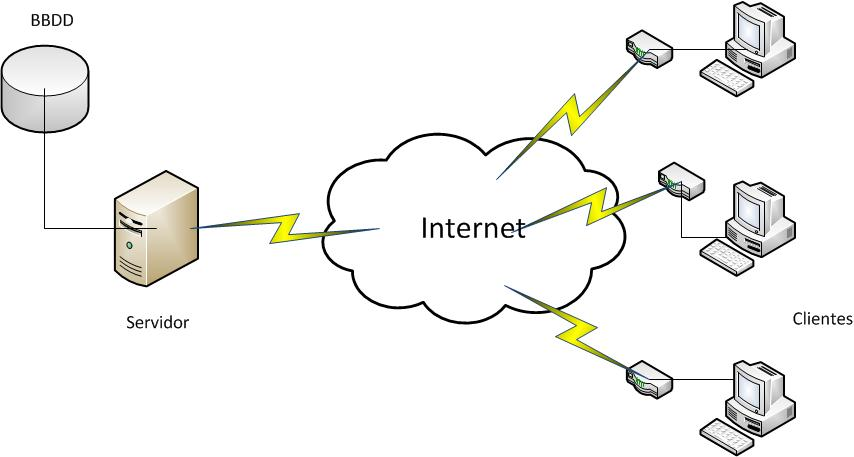 BBDD
Internet
Servidor
Clientes